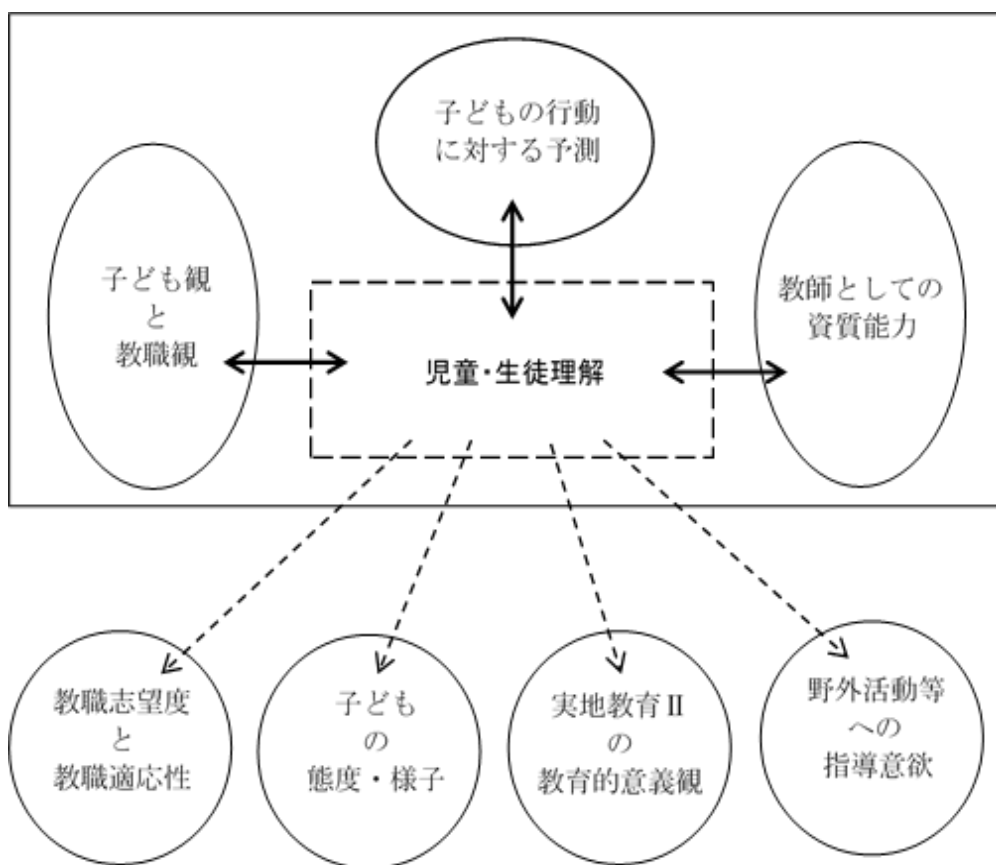 子どもの行動
に対する予測
子ども観
と
教職観
児童・生徒理解
教師としての
資質能力
教職志望度
と
教職適応性
子ども
の
態度・様子
実地教育Ⅱ
の
教育的意義観
野外活動等
への
指導意欲